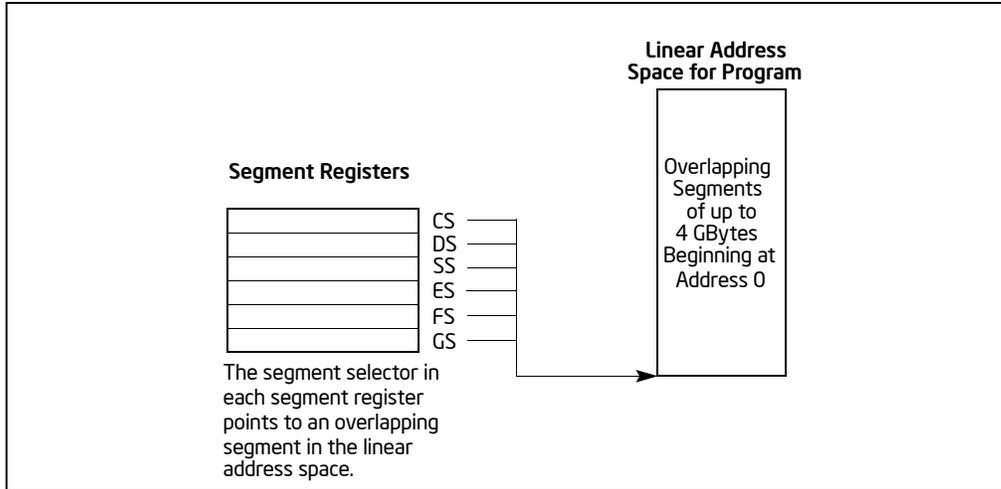 Linear Address
Space for Program
Overlapping
Segments
of up to
4 GBytes
Beginning at
Address 0
Segment Registers
CS
DS
SS
ES
FS
GS
The segment selector in
each segment register
points to an overlapping
segment in the linear
address space.